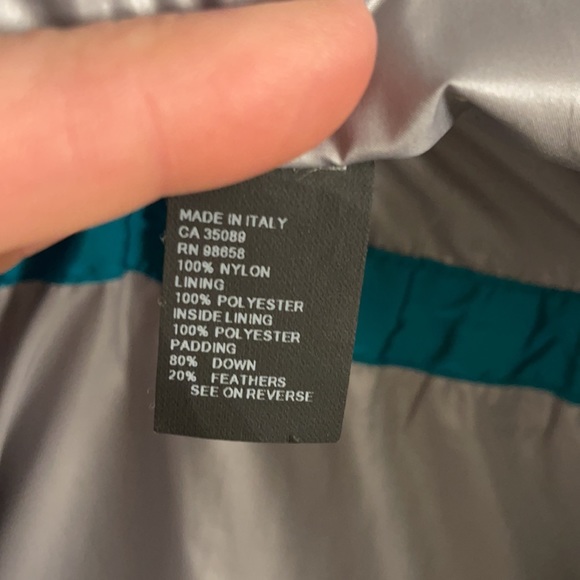 MADE IN ITALY
CA 35089
RN 98658
100% NYLON
LINING
100% POLYESTER
INSIDE LINING
100% POLYESTER
PADDING
80% DOWN
20% FEATHERS
SEE ON REVERSE